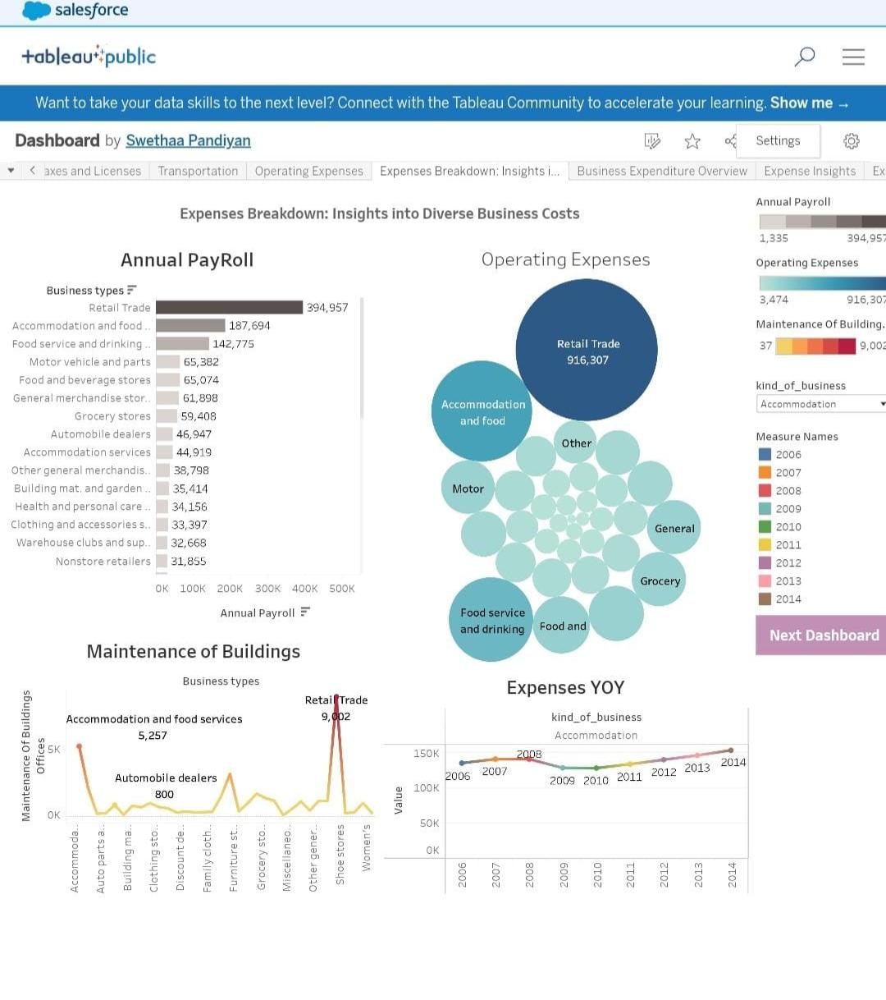 salesforce
tableau public
Want to take your data skills to the next level? Connect with the Tableau Community to accelerate your learning. Show me →
Dashboard by Swethaa Pandiyan
Settings
axes and Licenses
Transportation
Operating Expenses
Expenses Breakdown: Insights i...
Business Expenditure Overview
Expense Insights
Ex
Expenses Breakdown: Insights into Diverse Business Costs
Annual PayRoll
Business types
Retail Trade 394,957
Accommodation and food .. 187,694
Food service and drinking .. 142,775
Motor vehicle and parts 65,382
Food and beverage stores 65,074
General merchandise stor.. 61,898
Grocery stores 59,408
Automobile dealers 46,947
Accommodation services 44,919
Other general merchandis.. 38,798
Building mat. and garden .. 35,414
Health and personal care .. 34,156
Clothing and accessories s.. 33,397
Warehouse clubs and sup.. 32,668
Nonstore retailers 31,855
0K 100K 200K 300K 400K 500K
Annual Payroll
Operating Expenses
Retail Trade
916,307
Accommodation
and food
Other
Motor
General
Grocery
Food service
and drinking
Food and
Annual Payroll
1,335 394,957
Operating Expenses
3,474 916,307
Maintenance Of Building.
37 9,002
kind_of_business
Accommodation
Measure Names
2006
2007
2008
2009
2010
2011
2012
2013
2014
Next Dashboard
Maintenance of Buildings
Business types
Maintenance Of Buildings
Offices
Retail Trade
9,002
Accommodation and food services
5,257
Automobile dealers
800
5K
0K
Accommoda..
Auto parts a..
Building ma..
Clothing sto..
Discount de..
Family cloth..
Furniture st..
Grocery sto..
Miscellaneo..
Other gener..
Shoe stores
Women's
Expenses YOY
kind_of_business
Accommodation
Value
150K
100K
50K
0K
2006
2007
2008
2009
2010
2011
2012
2013
2014
2006
2007
2008
2009
2010
2011
2012
2013
2014